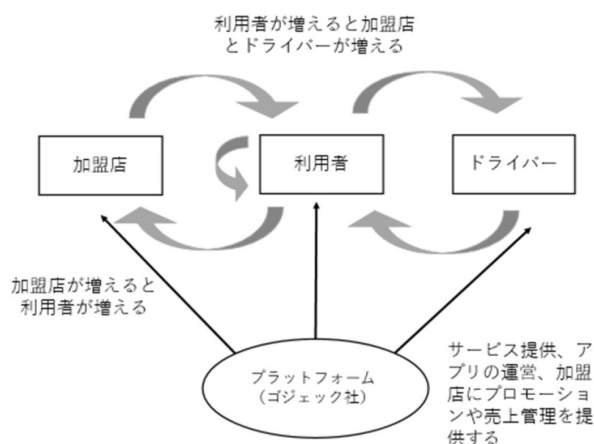 利用者が増えると加盟店
とドライバーが増える
加盟店
利用者
ドライバー
加盟店が増えると
利用者が増える
プラットフォーム
（ゴジェック社）
サービス提供、ア
プリの運営、加盟
店にプロモーショ
ンや売上管理を提
供する